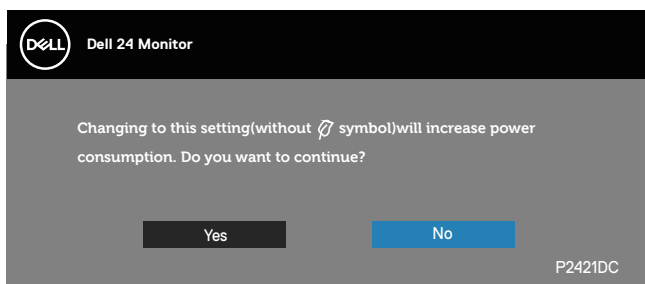 DELL
Dell 24 Monitor
Changing to this setting(without symbol)will increase power
consumption. Do you want to continue?
Yes
No
P2421DC